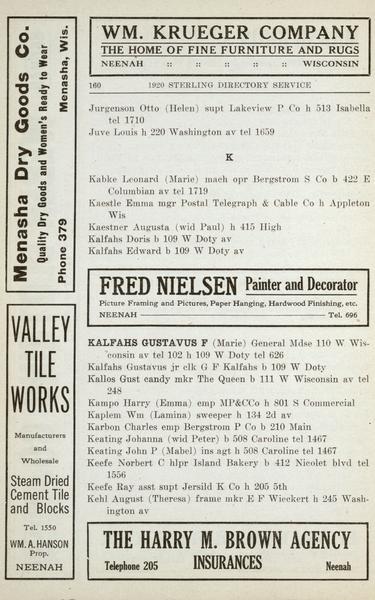 WM. KRUEGER COMPANY
THE HOME OF FINE FURNITURE AND RUGS
NEENAH :: :: :: :: WISCONSIN
160 1920 STERLING DIRECTORY SERVICE
Jurgenson Otto (Helen) supt Lakeview P Co h 513 Isabella
tel 1710
Juve Louis h 220 Washington av tel 1659
K
Kabke Leonard (Marie) mach opr Bergstrom S Co b 422 E
Columbian av tel 1719
Kaestle Emma mgr Postal Telegraph & Cable Co h Appleton
Wis
Kaestner Augusta (wid Paul) h 415 High
Kalfahs Doris b 109 W Doty av
Kalfahs Edward b 109 W Doty av
FRED NIELSEN Painter and Decorator
Picture Framing and Pictures, Paper Hanging, Hardwood Finishing, etc.
NEENAH Tel. 696
KALFAHS GUSTAVUS F (Marie) General Mdse 110 W Wis-
consin av tel 102 h 109 W Doty tel 626
Kalfahs Gustavus jr clk G F Kalfahs b 109 W Doty
Kallos Gust candy mkr The Queen b 111 W Wisconsin av tel
248
Kampo Harry (Emma) emp MP&CCo h 801 S Commercial
Kaplem Wm (Lamina) sweeper h 134 2d av
Karbon Charles emp Bergstrom P Co b 210 Main
Keating Johanna (wid Peter) b 508 Caroline tel 1467
Keating John P (Mabel) ins agt h 508 Caroline tel 1467
Keefe Norbert C hlpr Island Bakery b 412 Nicolet blvd tel
1556
Keefe Ray asst supt Jersild K Co h 205 5th
Kehl August (Theresa) frame mkr E F Wieckert h 245 Wash-
ington av
THE HARRY M. BROWN AGENCY
Telephone 205 INSURANCES Neenah
Menasha Dry Goods Co.
Quality Dry Goods and Women's Ready to Wear
Phone 379 Menasha, Wis.
VALLEY
TILE
WORKS
Manufacturers
and
Wholesale
Steam Dried
Cement Tile
and Blocks
Tel. 1550
WM. A. HANSON
Prop.
NEENAH